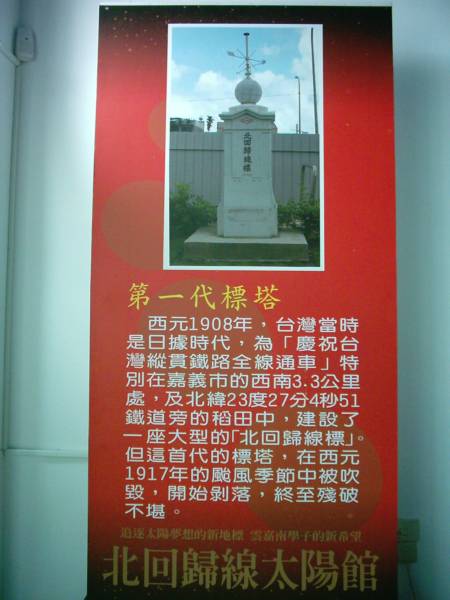 北回歸線標
第一代標塔
西元1908年，台灣當時
是日據時代，為「慶祝台
灣縱貫鐵路全線通車」特
別在嘉義市的西南3.3公里
處，及北緯23度27分4秒51
鐵道旁的稻田中，建設了
一座大型的「北回歸線標」。
但這首代的標塔，在西元
1917年的颱風季節中被吹
毀，開始剝落，終至殘破
不堪。
追逐太陽夢想的新地標 雲嘉南學子的新希望
北回歸線太陽館